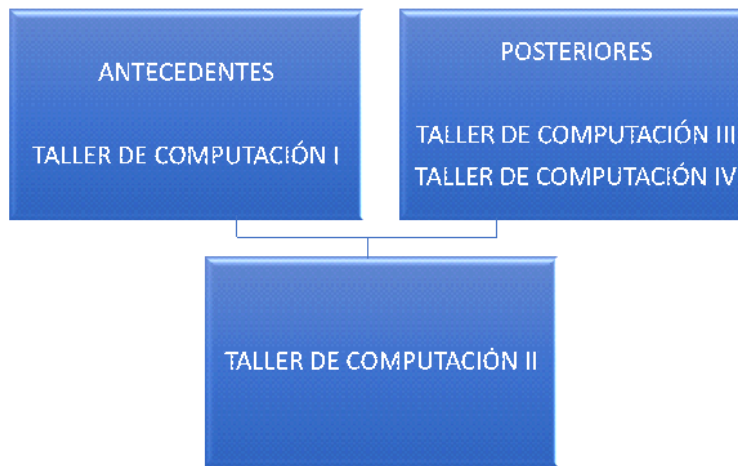 ANTECEDENTES
TALLER DE COMPUTACIÓN I
POSTERIORES
TALLER DE COMPUTACIÓN III
TALLER DE COMPUTACIÓN IV
TALLER DE COMPUTACIÓN II